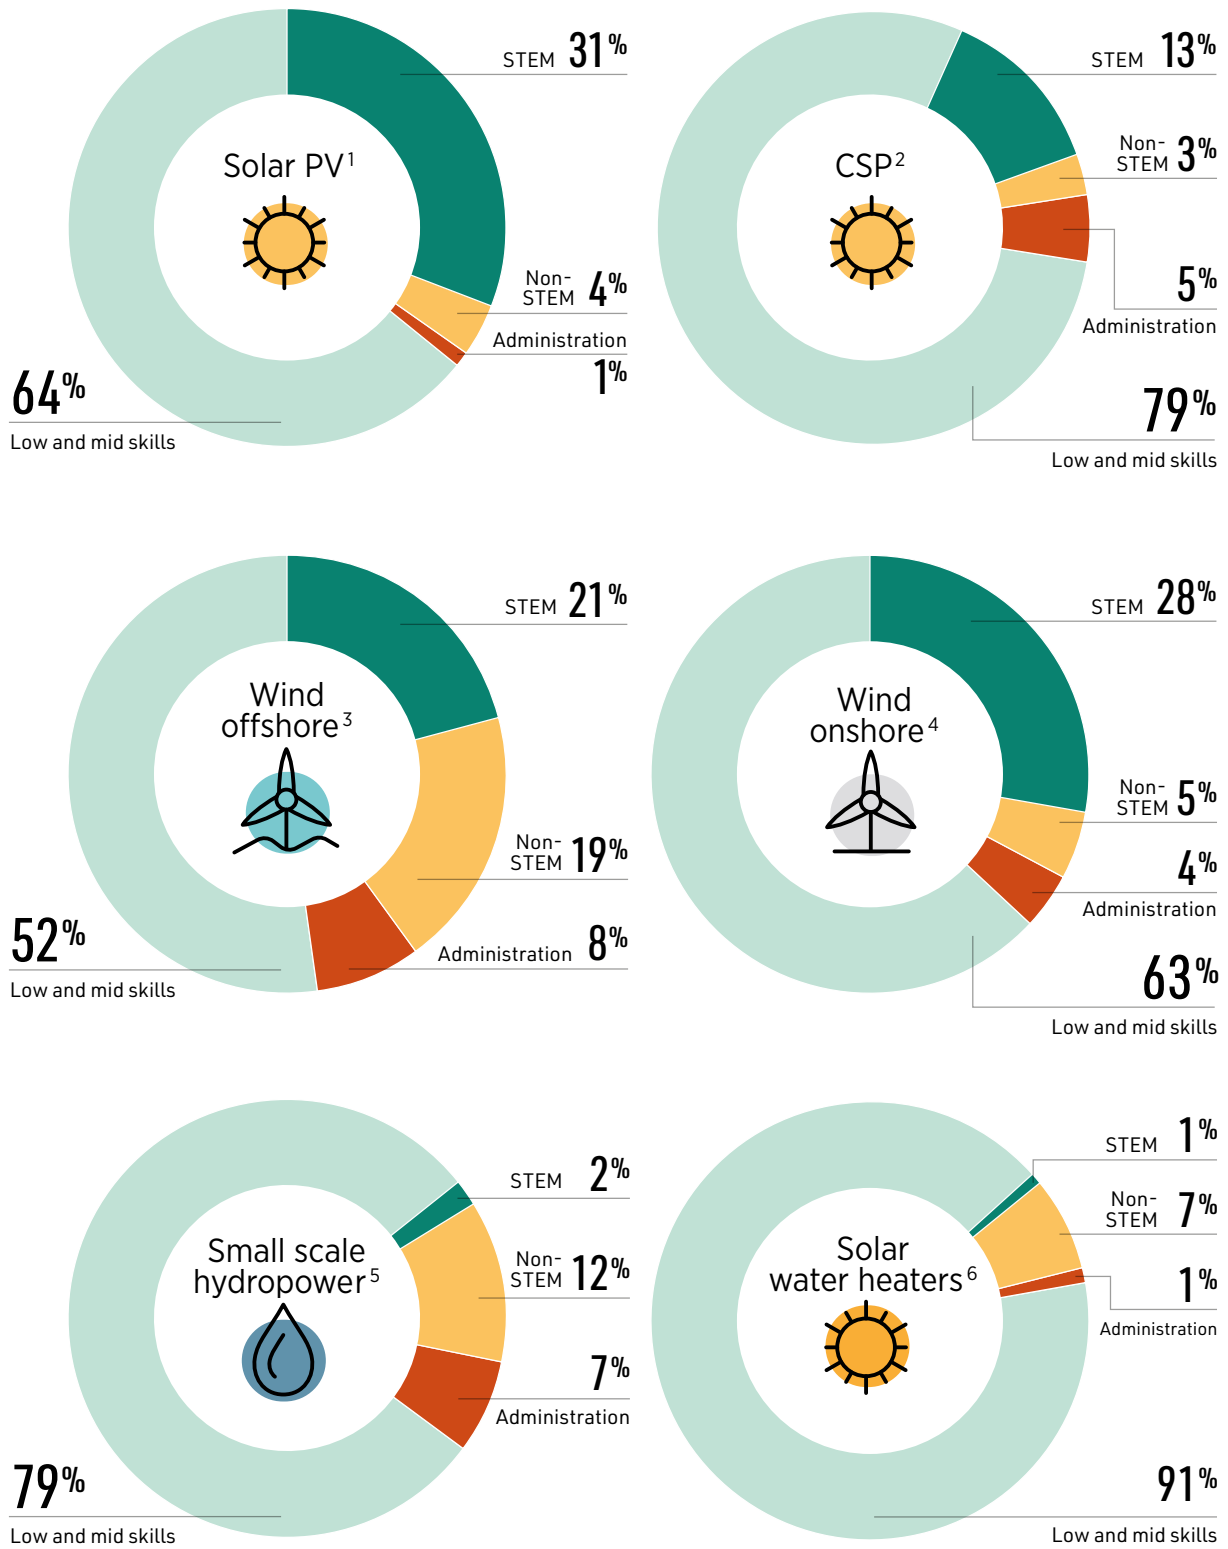 STEM 31%
Solar PV1
Non-
STEM 4%
Administration
1%
64%
Low and mid skills
STEM 13%
CSP2
Non-
STEM 3%
5%
Administration
79%
Low and mid skills
STEM 21%
Wind
offshore3
Non-
STEM 19%
Administration 8%
52%
Low and mid skills
STEM 28%
Wind
onshore4
Non-
STEM 5%
4%
Administration
63%
Low and mid skills
STEM 2%
Small scale
hydropower5
Non-
STEM 12%
7%
Administration
79%
Low and mid skills
STEM 1%
Non-
STEM 7%
Solar
water heaters6
1%
Administration
91%
Low and mid skills